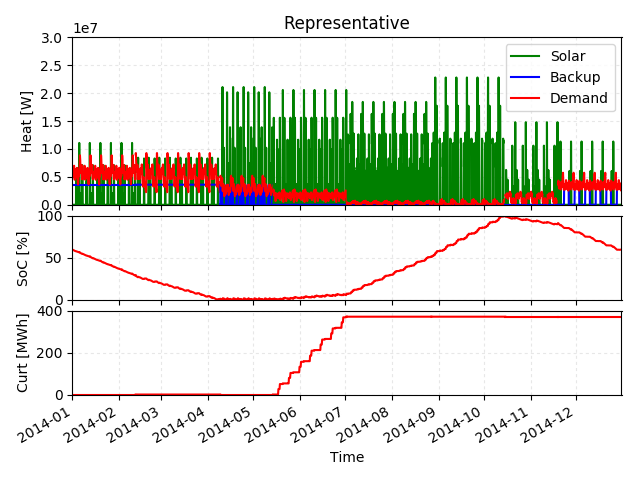 Representative
1e7
3.0
2.5
2.0
1.5
1.0
0.5
0.0
Heat [W]
Solar
Backup
Demand
100
50
0
SoC [%]
400
200
0
Curt [MWh]
2014-01
2014-02
2014-03
2014-04
2014-05
2014-06
2014-07
2014-08
2014-09
2014-10
2014-11
2014-12
Time